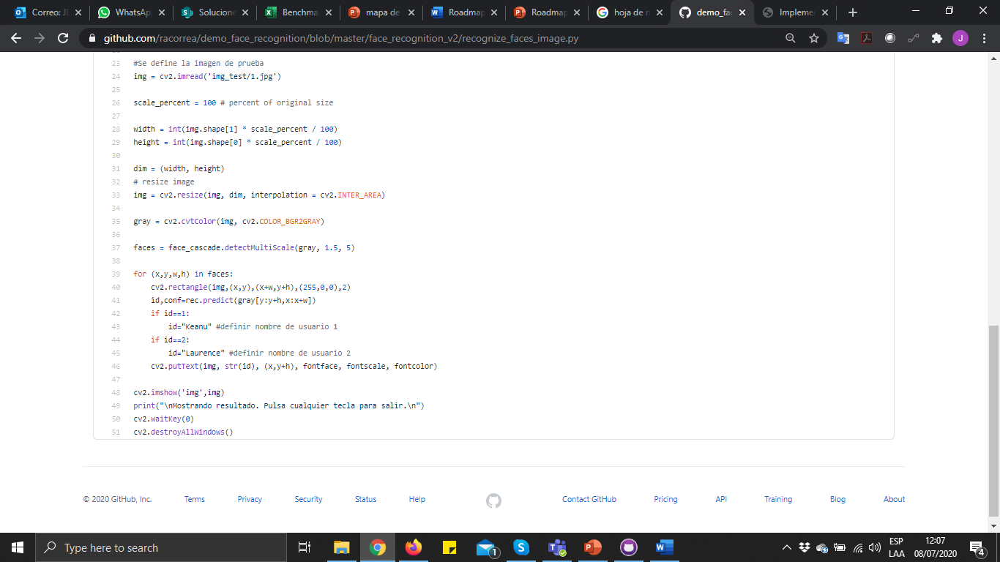 Correo: JI
WhatsAp
Solucione
Benchma
mapa de
Roadmap
Roadmap
hoja de r
demo_fac
Implemen
github.com/racorrea/demo_face_recognition/blob/master/face_recognition_v2/recognize_faces_image.py
J
23 #Se define la imagen de prueba
24 img = cv2.imread('img_test/1.jpg')
25
26 scale_percent = 100 # percent of original size
27
28 width = int(img.shape[1] * scale_percent / 100)
29 height = int(img.shape[0] * scale_percent / 100)
30
31 dim = (width, height)
32 # resize image
33 img = cv2.resize(img, dim, interpolation = cv2.INTER_AREA)
34
35 gray = cv2.cvtColor(img, cv2.COLOR_BGR2GRAY)
36
37 faces = face_cascade.detectMultiScale(gray, 1.5, 5)
38
39 for (x,y,w,h) in faces:
40 cv2.rectangle(img,(x,y),(x+w,y+h),(255,0,0),2)
41 id,conf=rec.predict(gray[y:y+h,x:x+w])
42 if id==1:
43 id="Keanu" #definir nombre de usuario 1
44 if id==2:
45 id="Laurence" #definir nombre de usuario 2
46 cv2.putText(img, str(id), (x,y+h), fontface, fontscale, fontcolor)
47
48 cv2.imshow('img',img)
49 print("\nMostrando resultado. Pulsa cualquier tecla para salir.\n")
50 cv2.waitKey(0)
51 cv2.destroyAllWindows()
© 2020 GitHub, Inc. Terms Privacy Security Status Help Contact GitHub Pricing API Training Blog About
Type here to search
1
ESP
LAA
12:07
08/07/2020
4